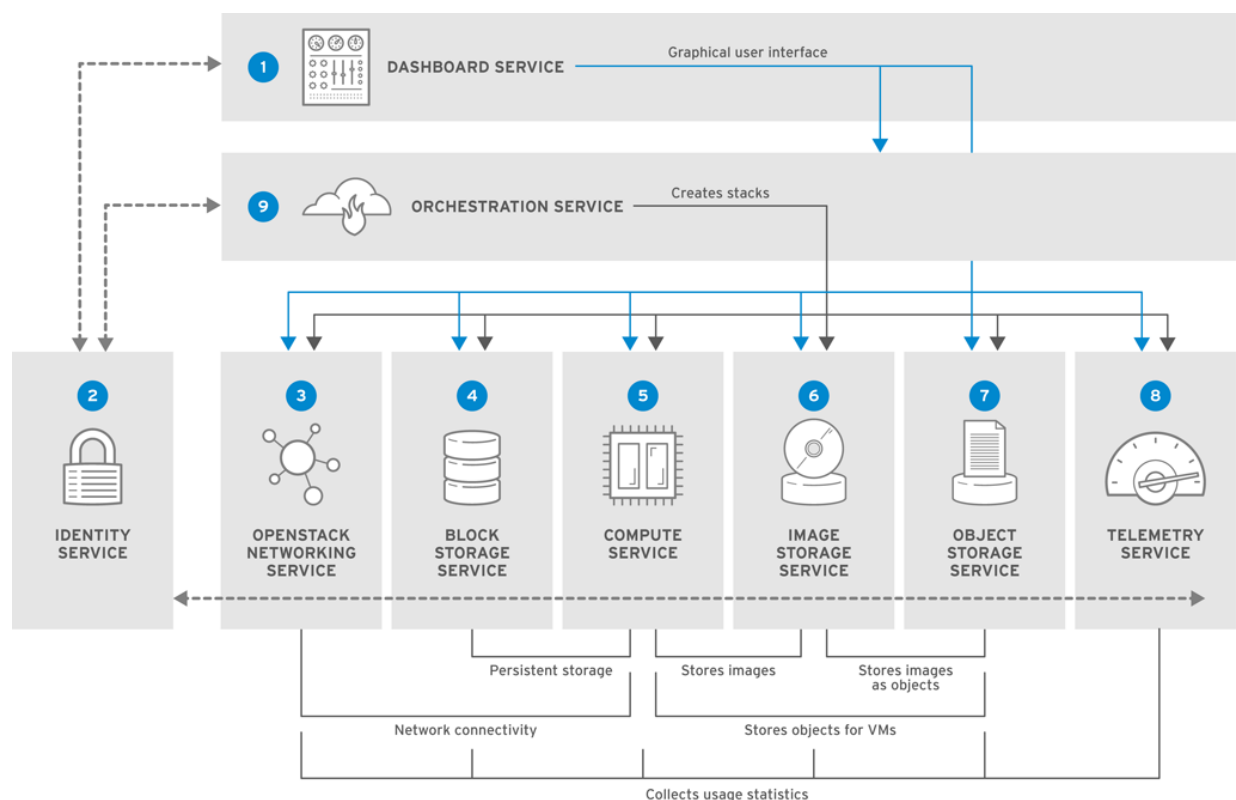 1
DASHBOARD SERVICE
Graphical user interface
9
ORCHESTRATION SERVICE
Creates stacks
2
IDENTITY
SERVICE
3
OPENSTACK
NETWORKING
SERVICE
4
BLOCK
STORAGE
SERVICE
5
COMPUTE
SERVICE
6
IMAGE
STORAGE
SERVICE
7
OBJECT
STORAGE
SERVICE
8
TELEMETRY
SERVICE
Persistent storage
Stores images
Stores images
as objects
Network connectivity
Stores objects for VMs
Collects usage statistics